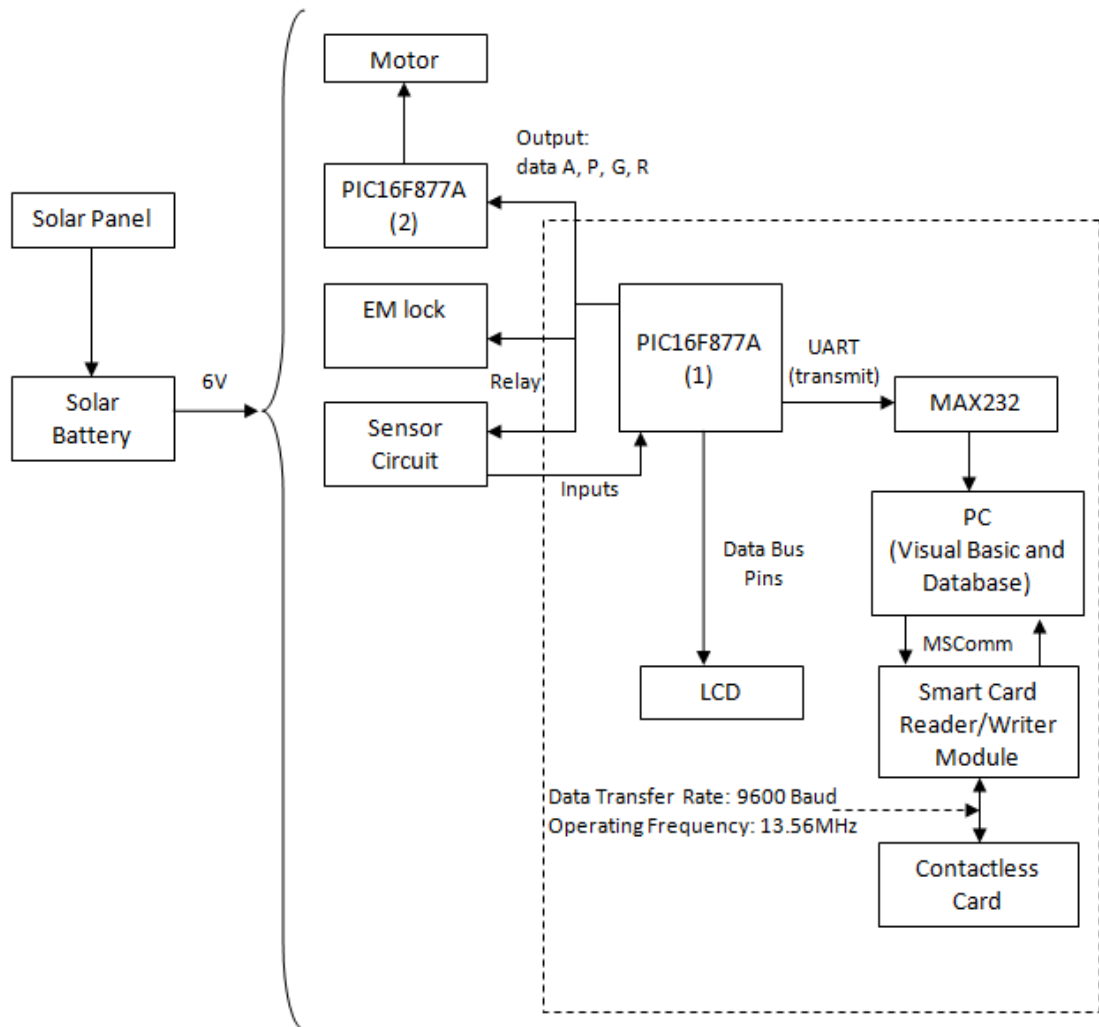 Motor
Output:
data A, P, G, R
PIC16F877A
(2)
Solar Panel
EM lock
PIC16F877A
(1)
UART
(transmit)
6V
Relay
Solar
Battery
MAX232
Sensor
Circuit
Inputs
PC
(Visual Basic and
Database)
Data Bus
Pins
MSComm
LCD
Smart Card
Reader/Writer
Module
Data Transfer Rate: 9600 Baud
Operating Frequency: 13.56MHz
Contactless
Card